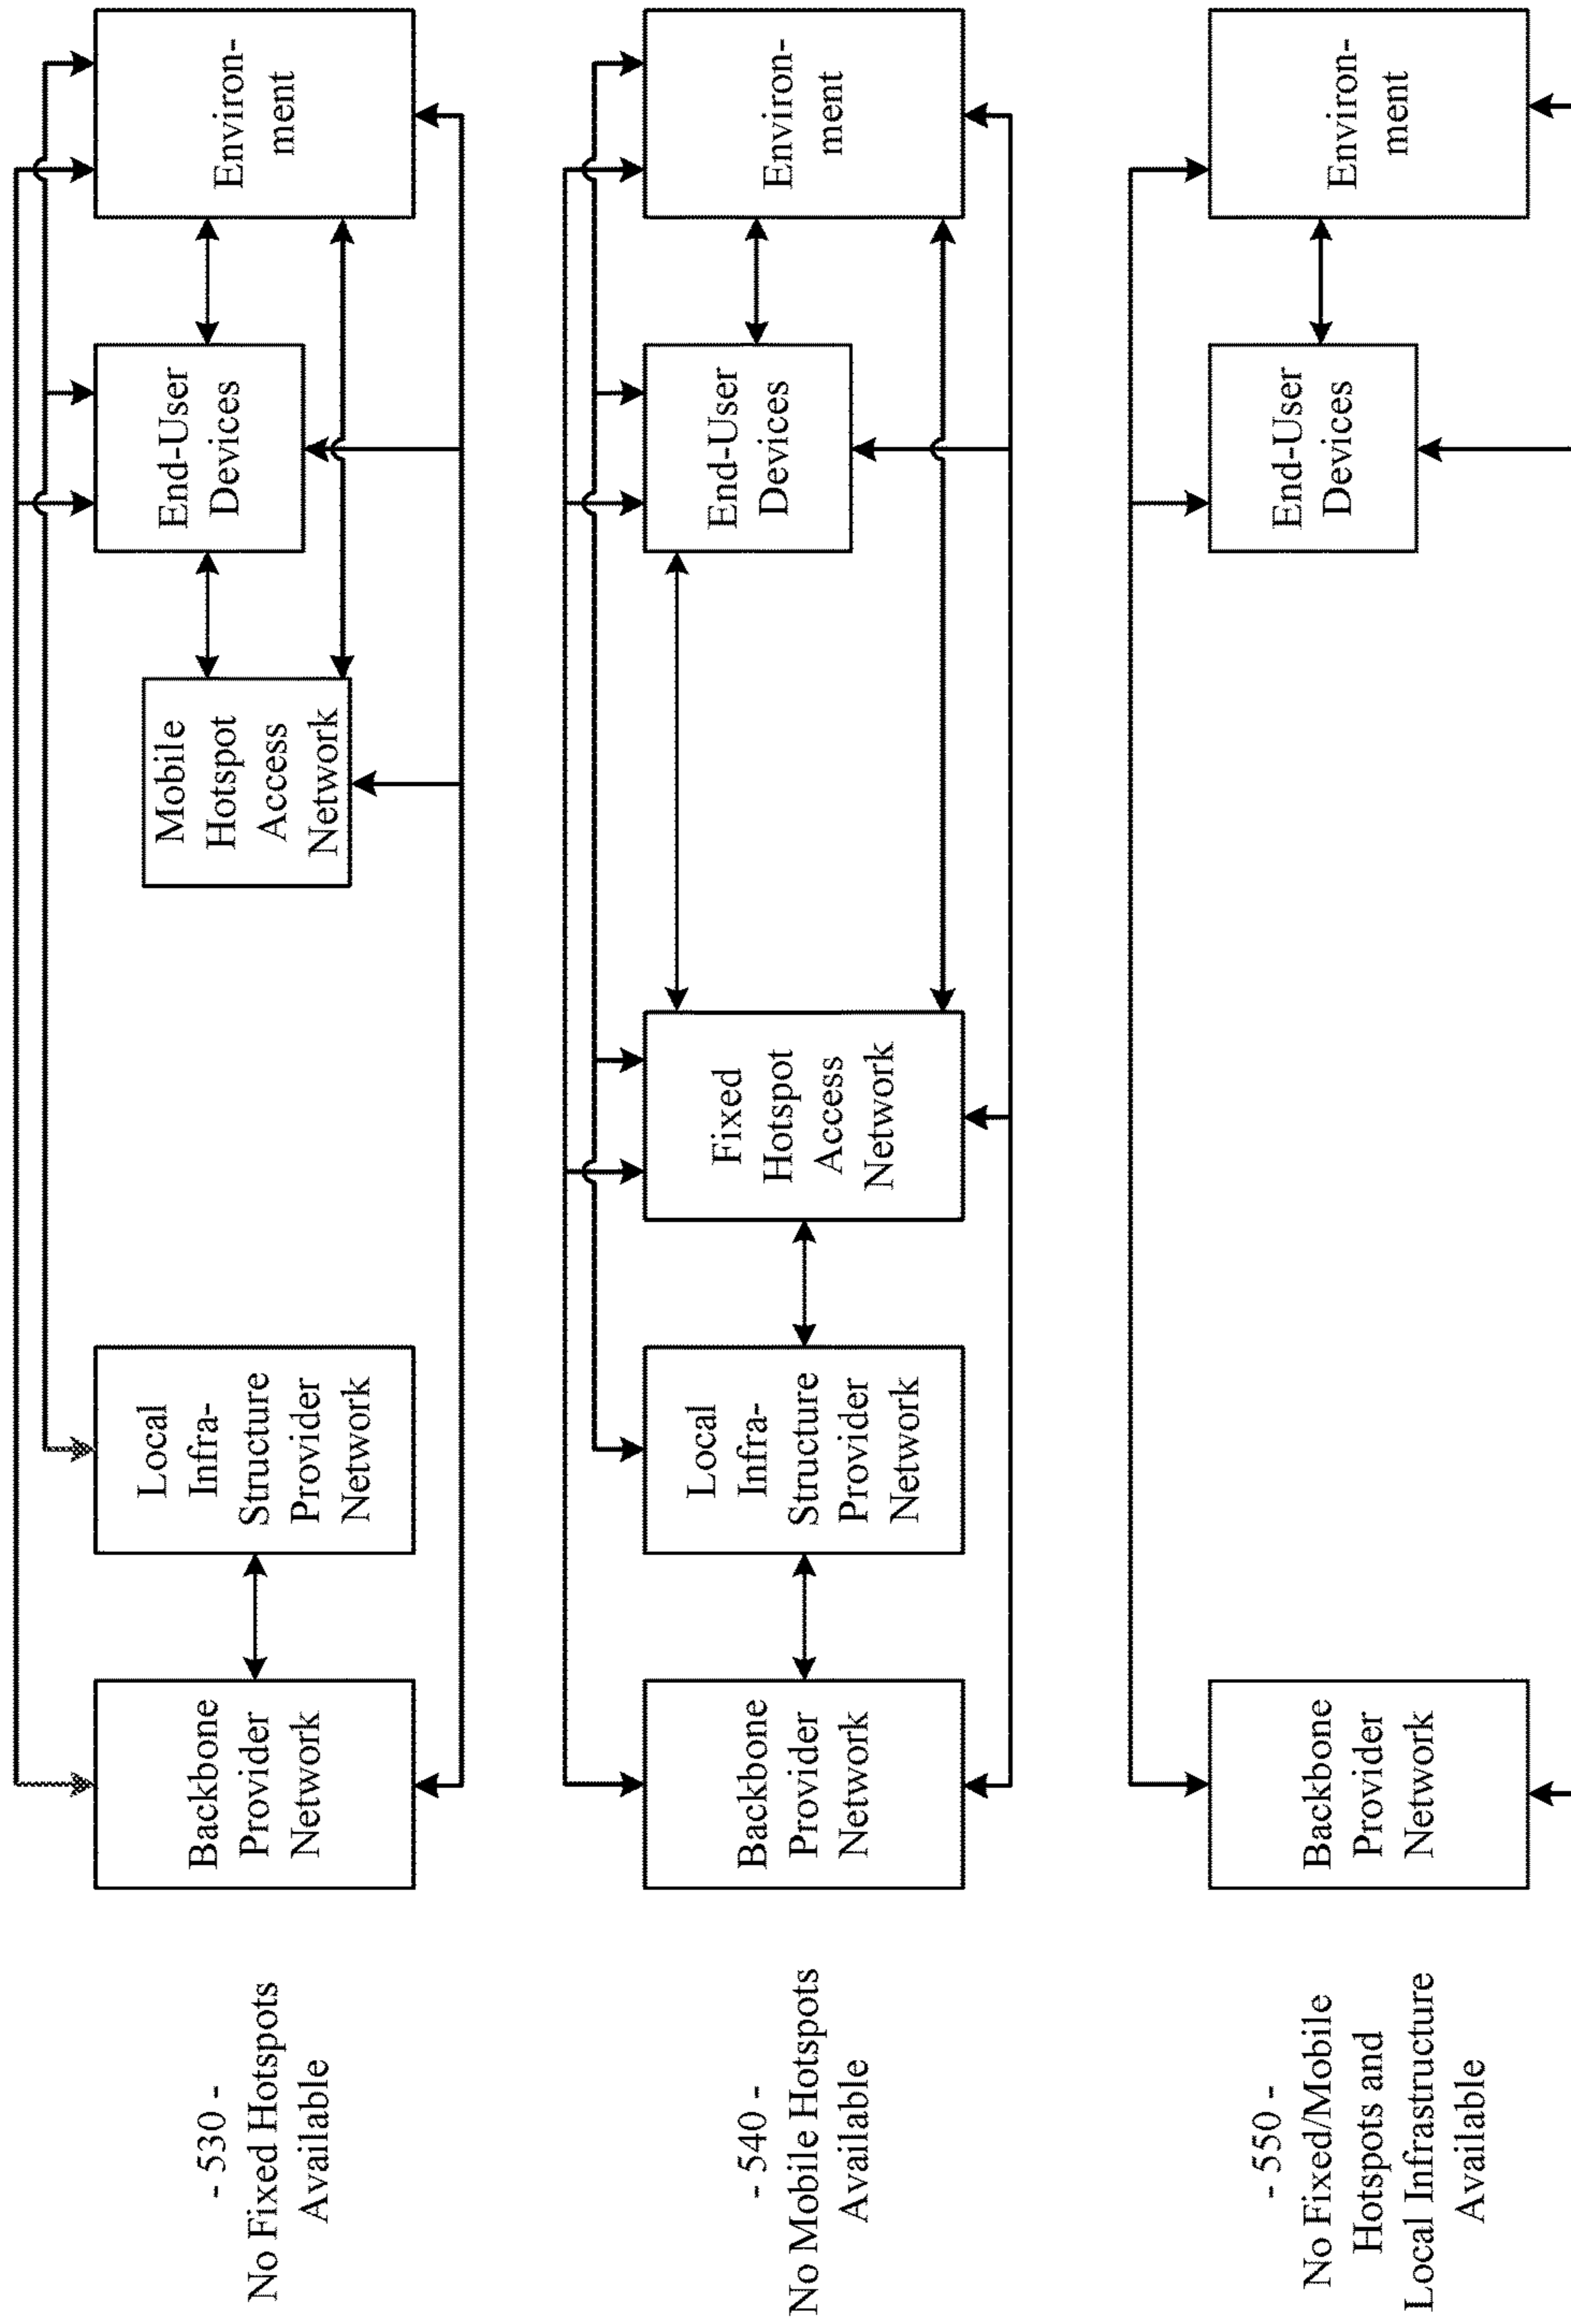 - 530 -
No Fixed Hotspots
Available
Backbone
Provider
Network
Local
Infra-
Structure
Provider
Network
Mobile
Hotspot
Access
Network
End-User
Devices
Environ-
ment
- 540 -
No Mobile Hotspots
Available
Backbone
Provider
Network
Local
Infra-
Structure
Provider
Network
Fixed
Hotspot
Access
Network
End-User
Devices
Environ-
ment
- 550 -
No Fixed/Mobile
Hotspots and
Local Infrastructure
Available
Backbone
Provider
Network
End-User
Devices
Environ-
ment